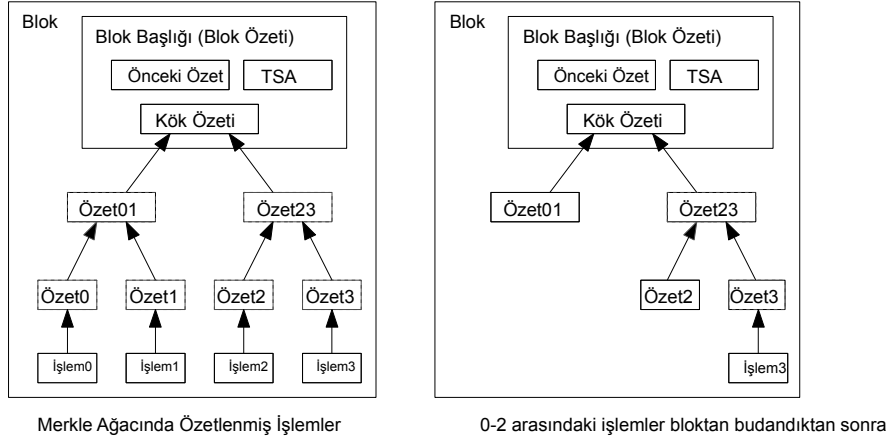 Blok
Blok Başlığı (Blok Özeti)
Önceki Özet
TSA
Kök Özeti
Özet01
Özet23
Özet0
Özet1
Özet2
Özet3
İşlem0
İşlem1
İşlem2
İşlem3
Merkle Ağacında Özetlenmiş İşlemler
Blok
Blok Başlığı (Blok Özeti)
Önceki Özet
TSA
Kök Özeti
Özet01
Özet23
Özet2
Özet3
İşlem3
0-2 arasındaki işlemler bloktan budandıktan sonra